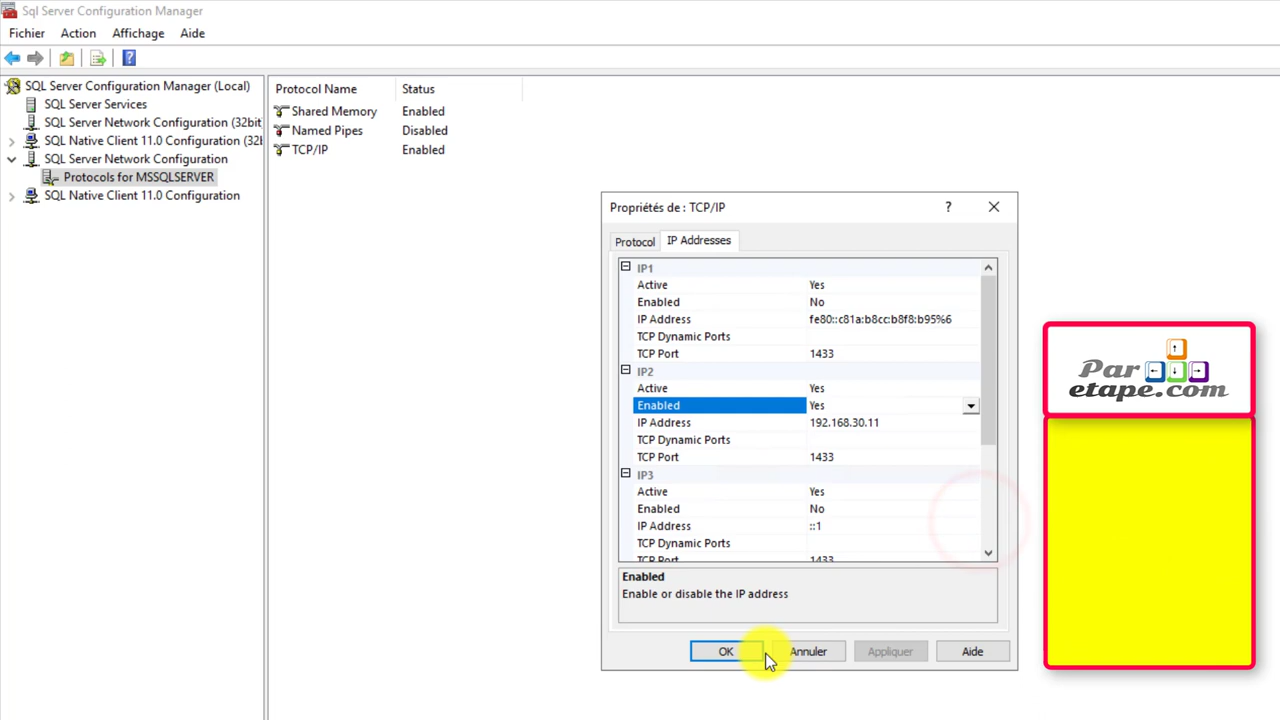 Sql Server Configuration Manager
Fichier Action Affichage Aide
SQL Server Configuration Manager (Local)
SQL Server Services
SQL Server Network Configuration (32bit
SQL Native Client 11.0 Configuration (32b
SQL Server Network Configuration
Protocols for MSSQLSERVER
SQL Native Client 11.0 Configuration
Protocol Name Status
Shared Memory Enabled
Named Pipes Disabled
TCP/IP Enabled
Propriétés de : TCP/IP
Protocol IP Addresses
IP1
Active Yes
Enabled No
IP Address fe80::c81a:b8cc:b8f8:b95%6
TCP Dynamic Ports
TCP Port 1433
IP2
Active Yes
Enabled Yes
IP Address 192.168.30.11
TCP Dynamic Ports
TCP Port 1433
IP3
Active Yes
Enabled No
IP Address ::1
TCP Dynamic Ports
TCP Port 1433
Enabled
Enable or disable the IP address
OK Annuler Appliquer Aide
Par
etape.com